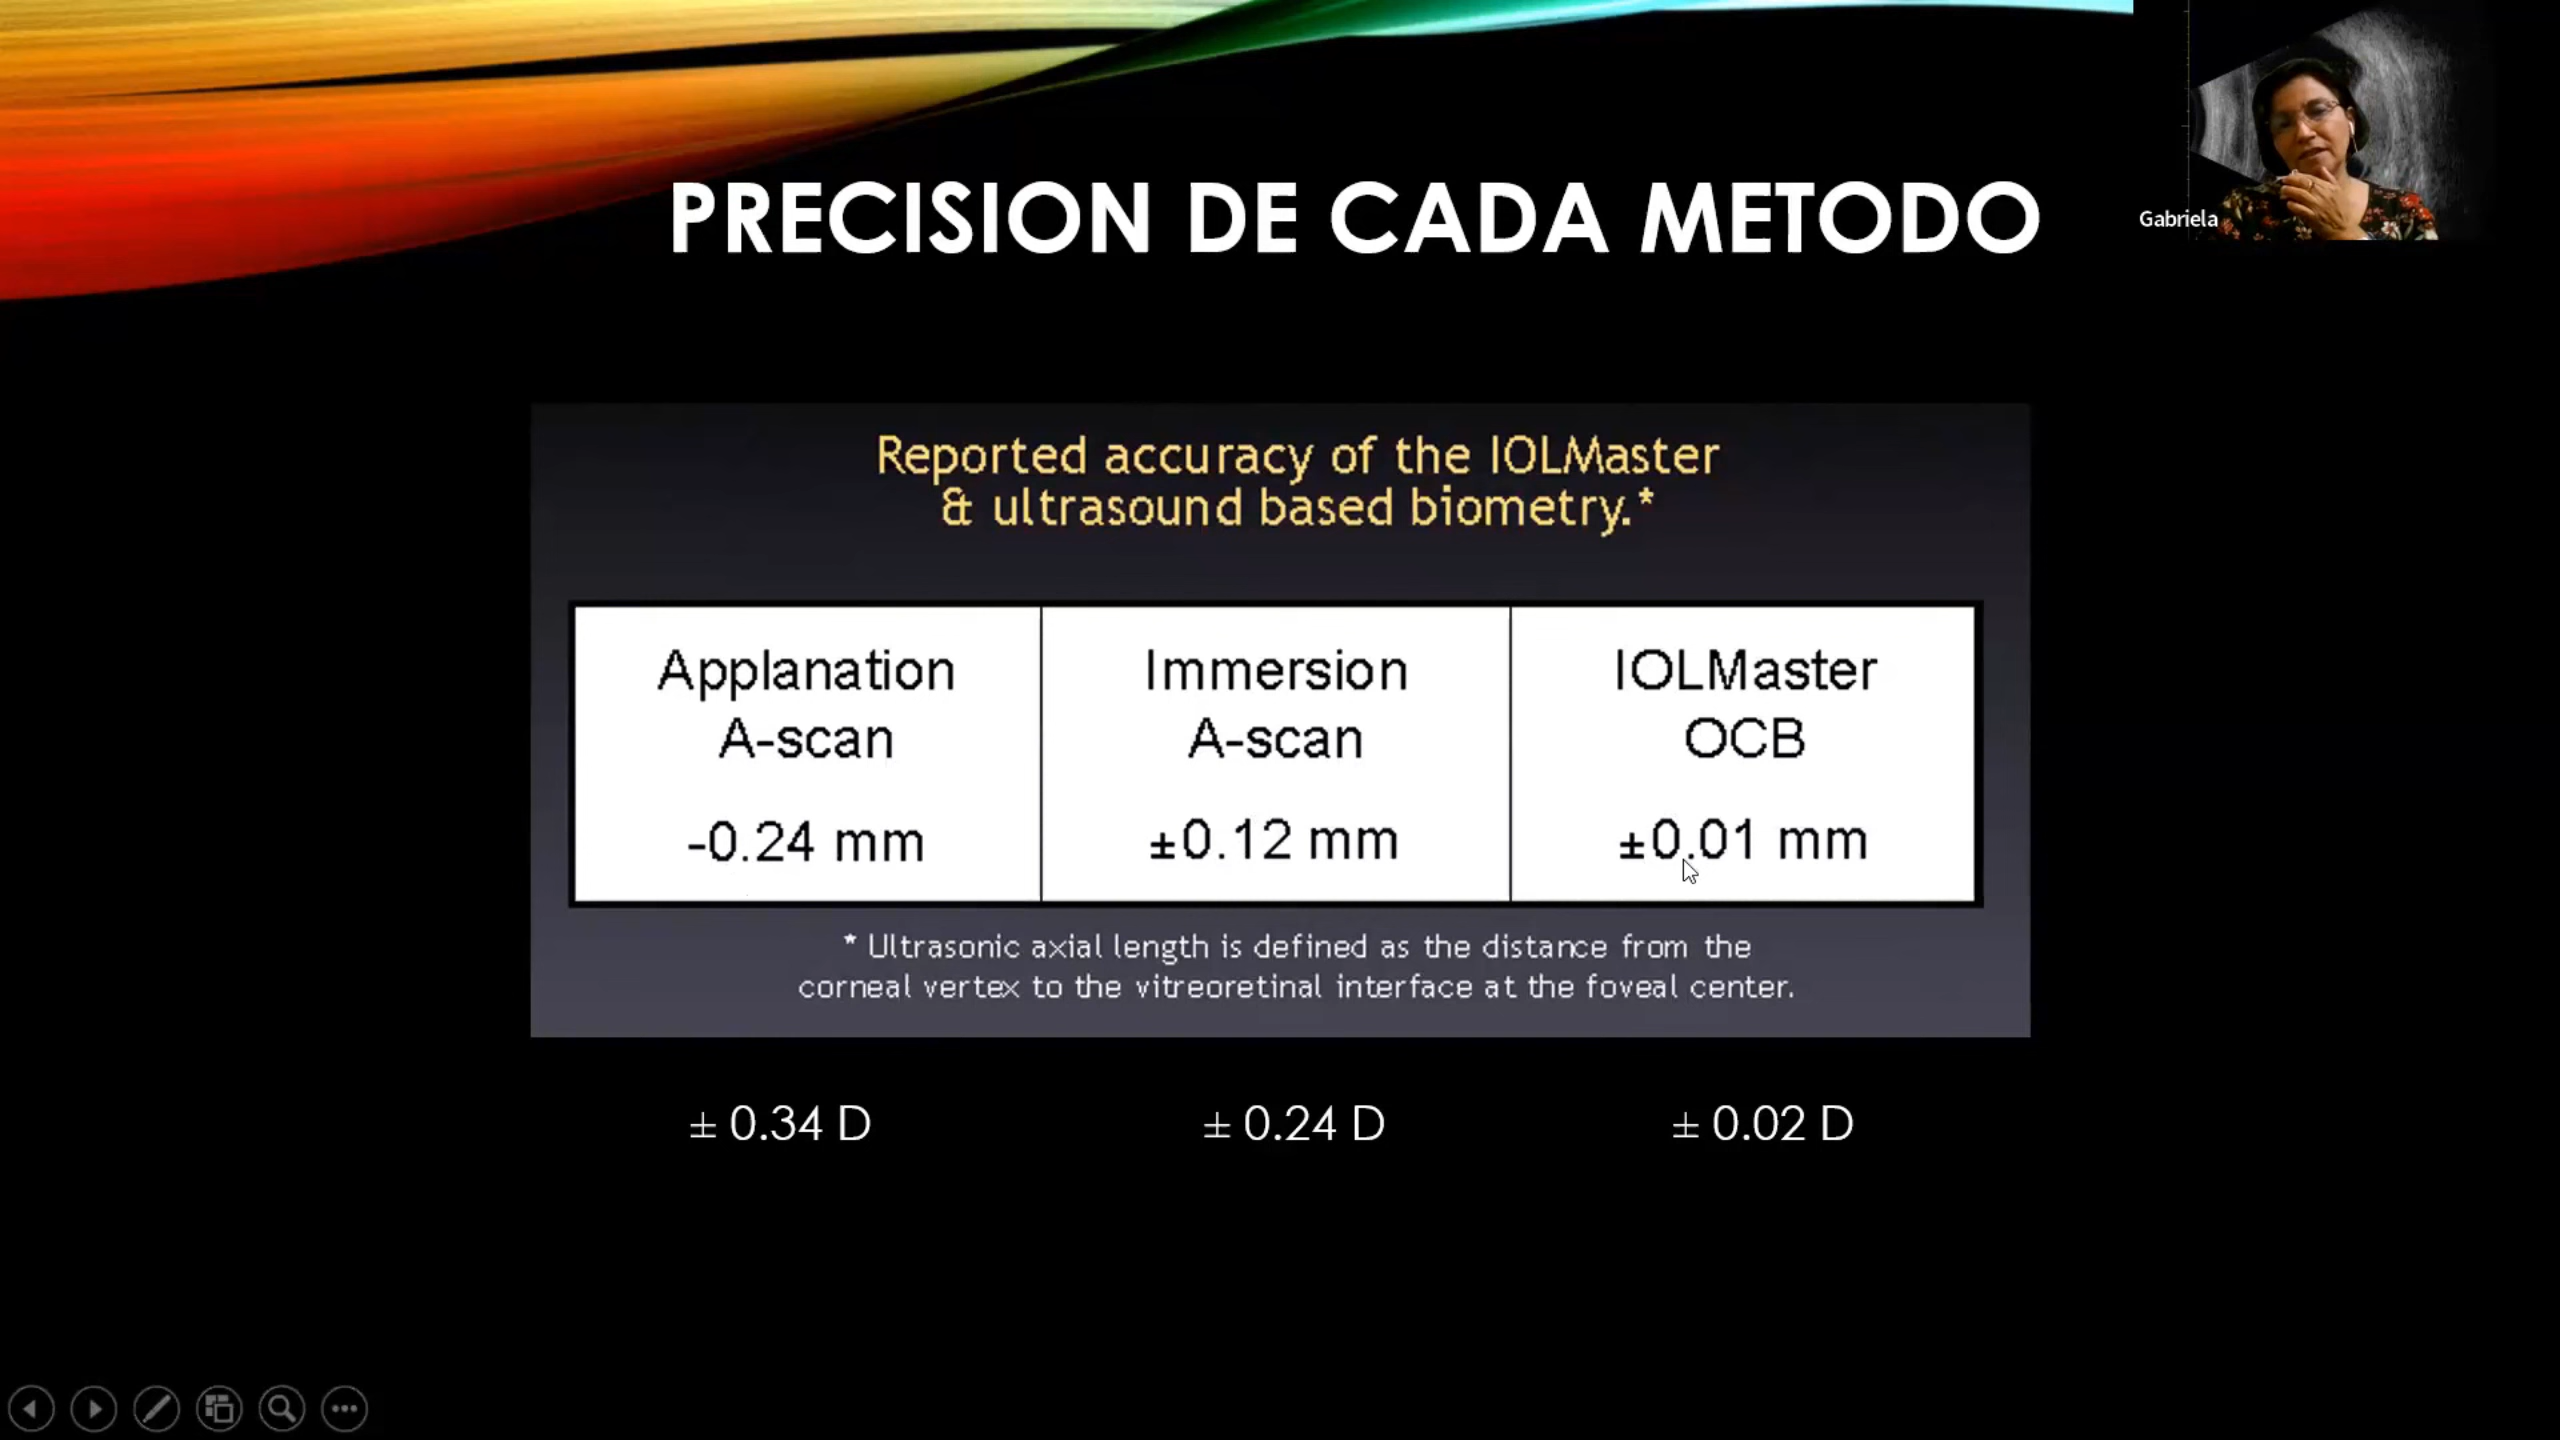 PRECISION DE CADA METODO
Gabriela
Reported accuracy of the IOLMaster
& ultrasound based biometry.*
Applanation
A-scan
-0.24 mm
Immersion
A-scan
±0.12 mm
IOLMaster
OCB
±0.01 mm
* Ultrasonic axial length is defined as the distance from the
corneal vertex to the vitreoretinal interface at the foveal center.
± 0.34 D
± 0.24 D
± 0.02 D